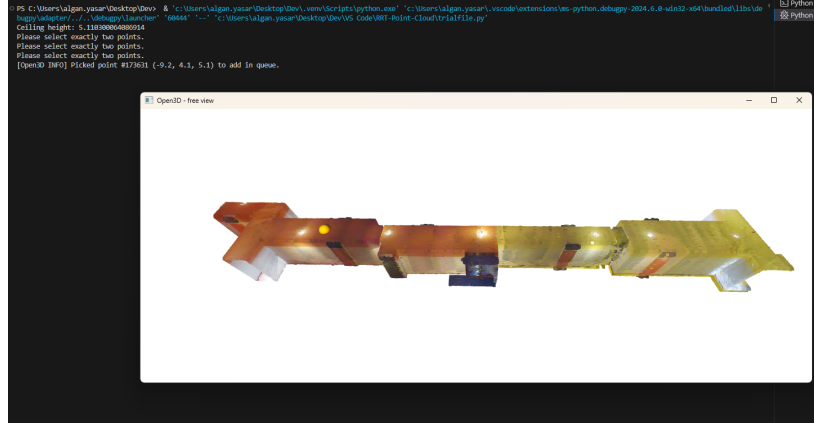 PS C:\Users\algan.yasar\Desktop\Dev>  & 'c:\Users\algan.yasar\Desktop\Dev\.venv\Scripts\python.exe' 'c:\Users\algan.yasar\.vscode\extensions\ms-python.debugpy-2024.6.0-win32-x64\bundled\libs\de
bugpy\adapter/../..\debugpy\launcher' '60444' '--' 'c:\Users\algan.yasar\Desktop\Dev\VS Code\RRT-Point-Cloud\trialfile.py'
Ceiling height: 5.110300064086914
Please select exactly two points.
Please select exactly two points.
Please select exactly two points.
[Open3D INFO] Picked point #173631 (-9.2, 4.1, 5.1) to add in queue.
Python
Python
Open3D - free view